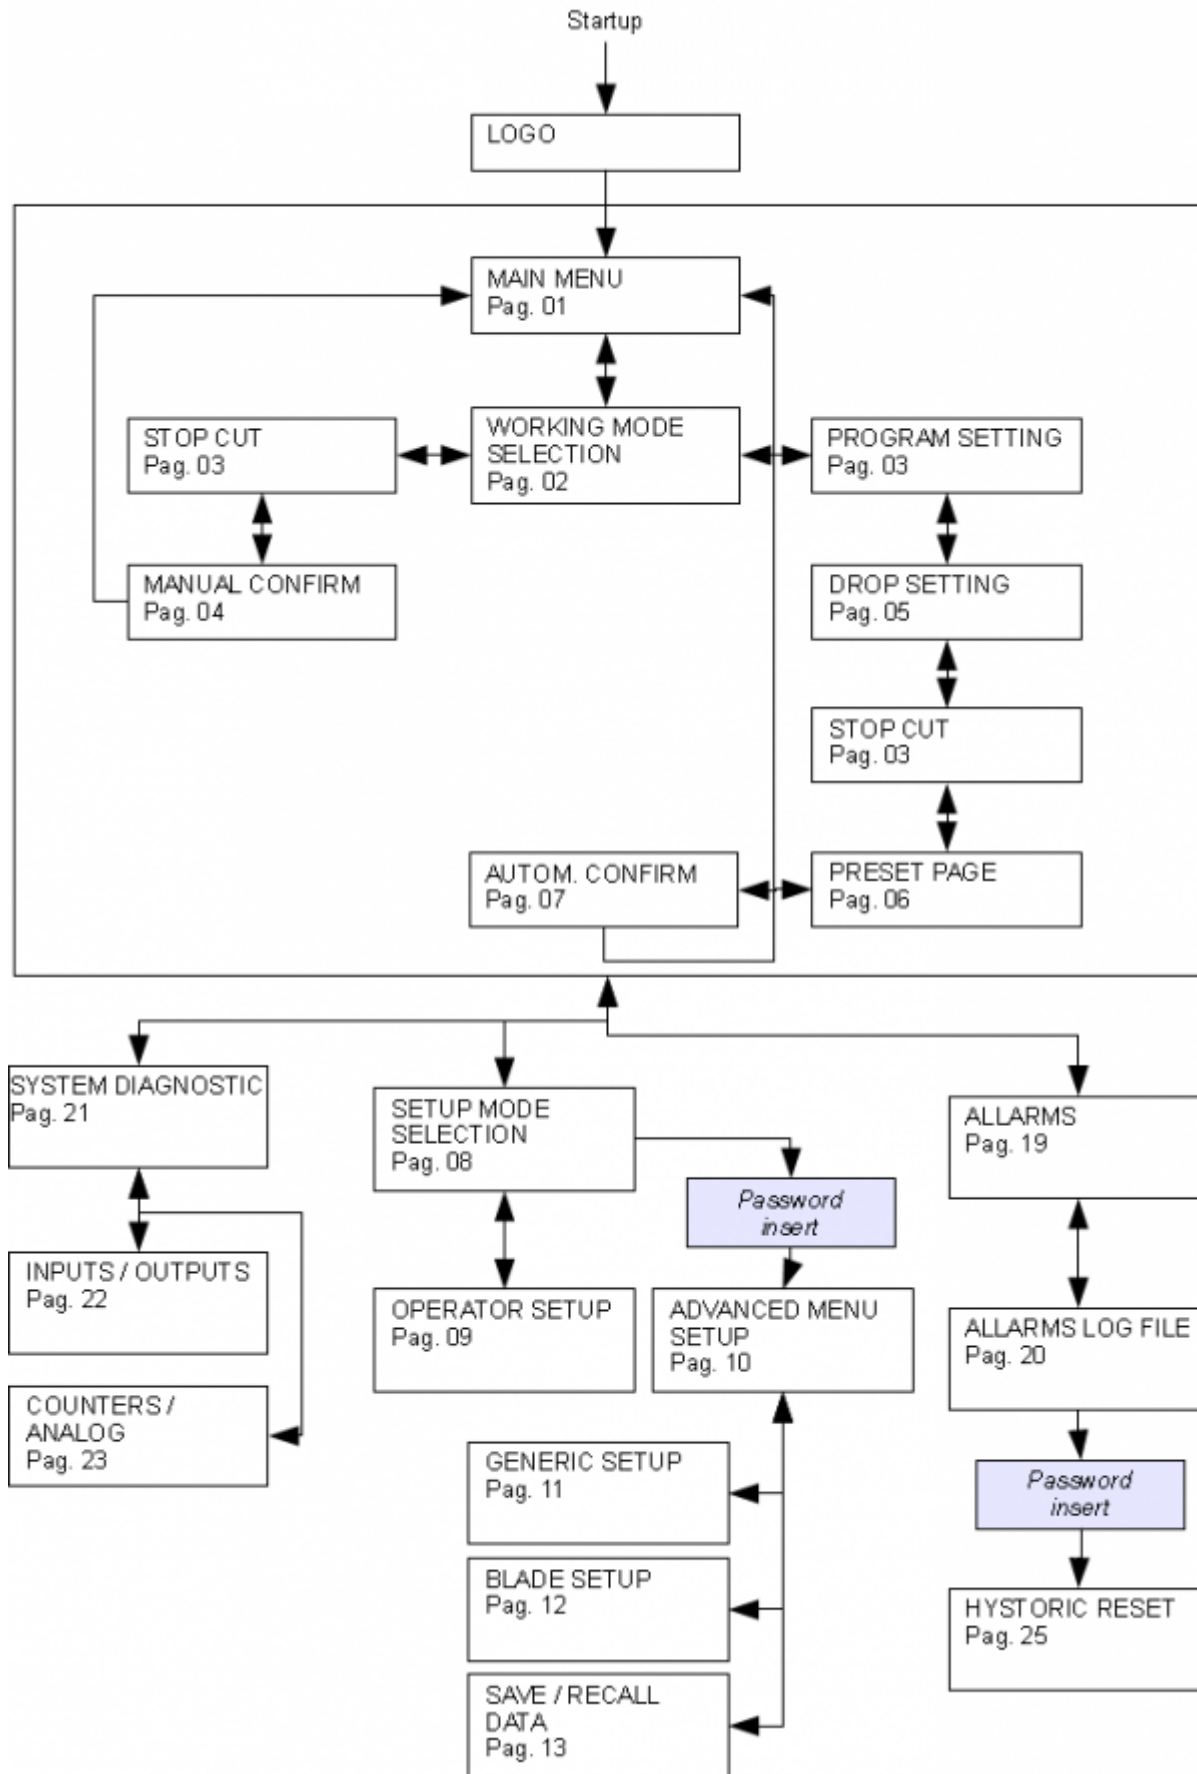 Startup
LOGO
MAIN MENU
Pag. 01
STOP CUT
Pag. 03
WORKING MODE
SELECTION
Pag. 02
PROGRAM SETTING
Pag. 03
MANUAL CONFIRM
Pag. 04
DROP SETTING
Pag. 05
STOP CUT
Pag. 03
AUTOM. CONFIRM
Pag. 07
PRESET PAGE
Pag. 06
SYSTEM DIAGNOSTIC
Pag. 21
SETUP MODE
SELECTION
Pag. 08
ALLARMS
Pag. 19
Password
insert
INPUTS / OUTPUTS
Pag. 22
OPERATOR SETUP
Pag. 09
ADVANCED MENU
SETUP
Pag. 10
ALLARMS LOG FILE
Pag. 20
COUNTERS /
ANALOG
Pag. 23
GENERIC SETUP
Pag. 11
Password
insert
BLADE SETUP
Pag. 12
HYSTORIC RESET
Pag. 25
SAVE / RECALL
DATA
Pag. 13